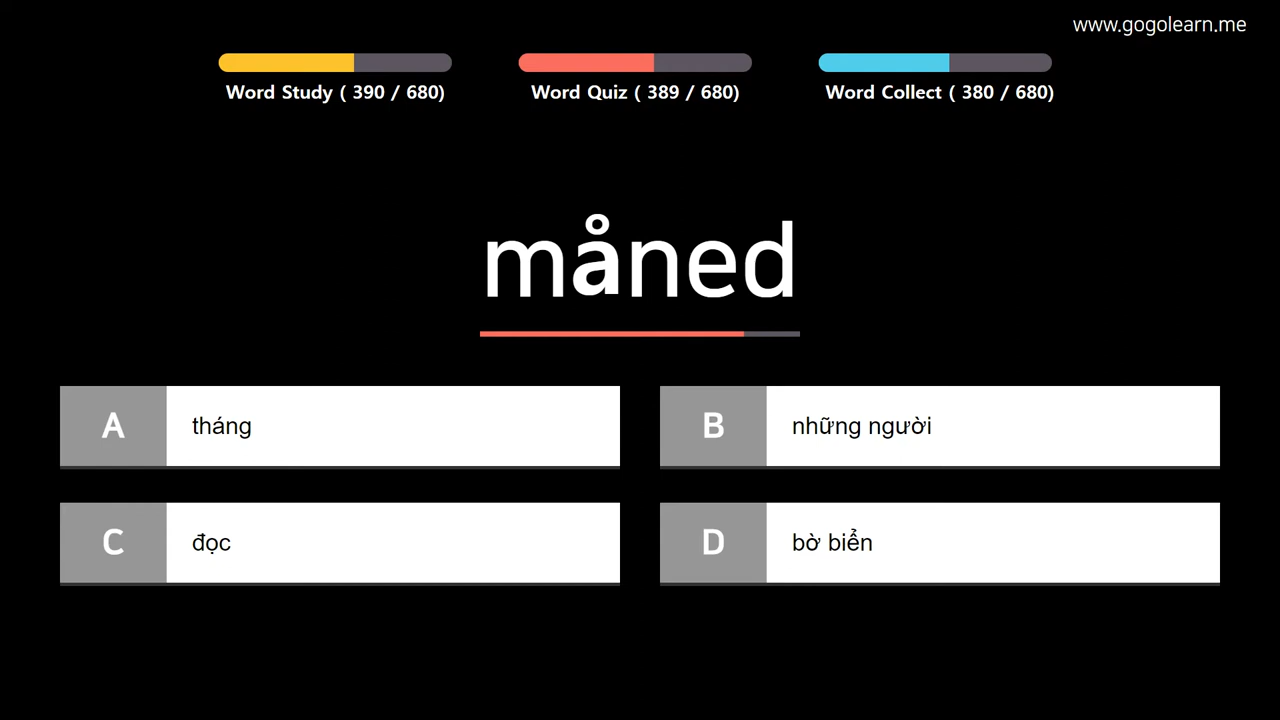 www.gogolearn.me
Word Study ( 390 / 680)
Word Quiz ( 389 / 680)
Word Collect ( 380 / 680)
måned
A tháng
B những người
C đọc
D bờ biển